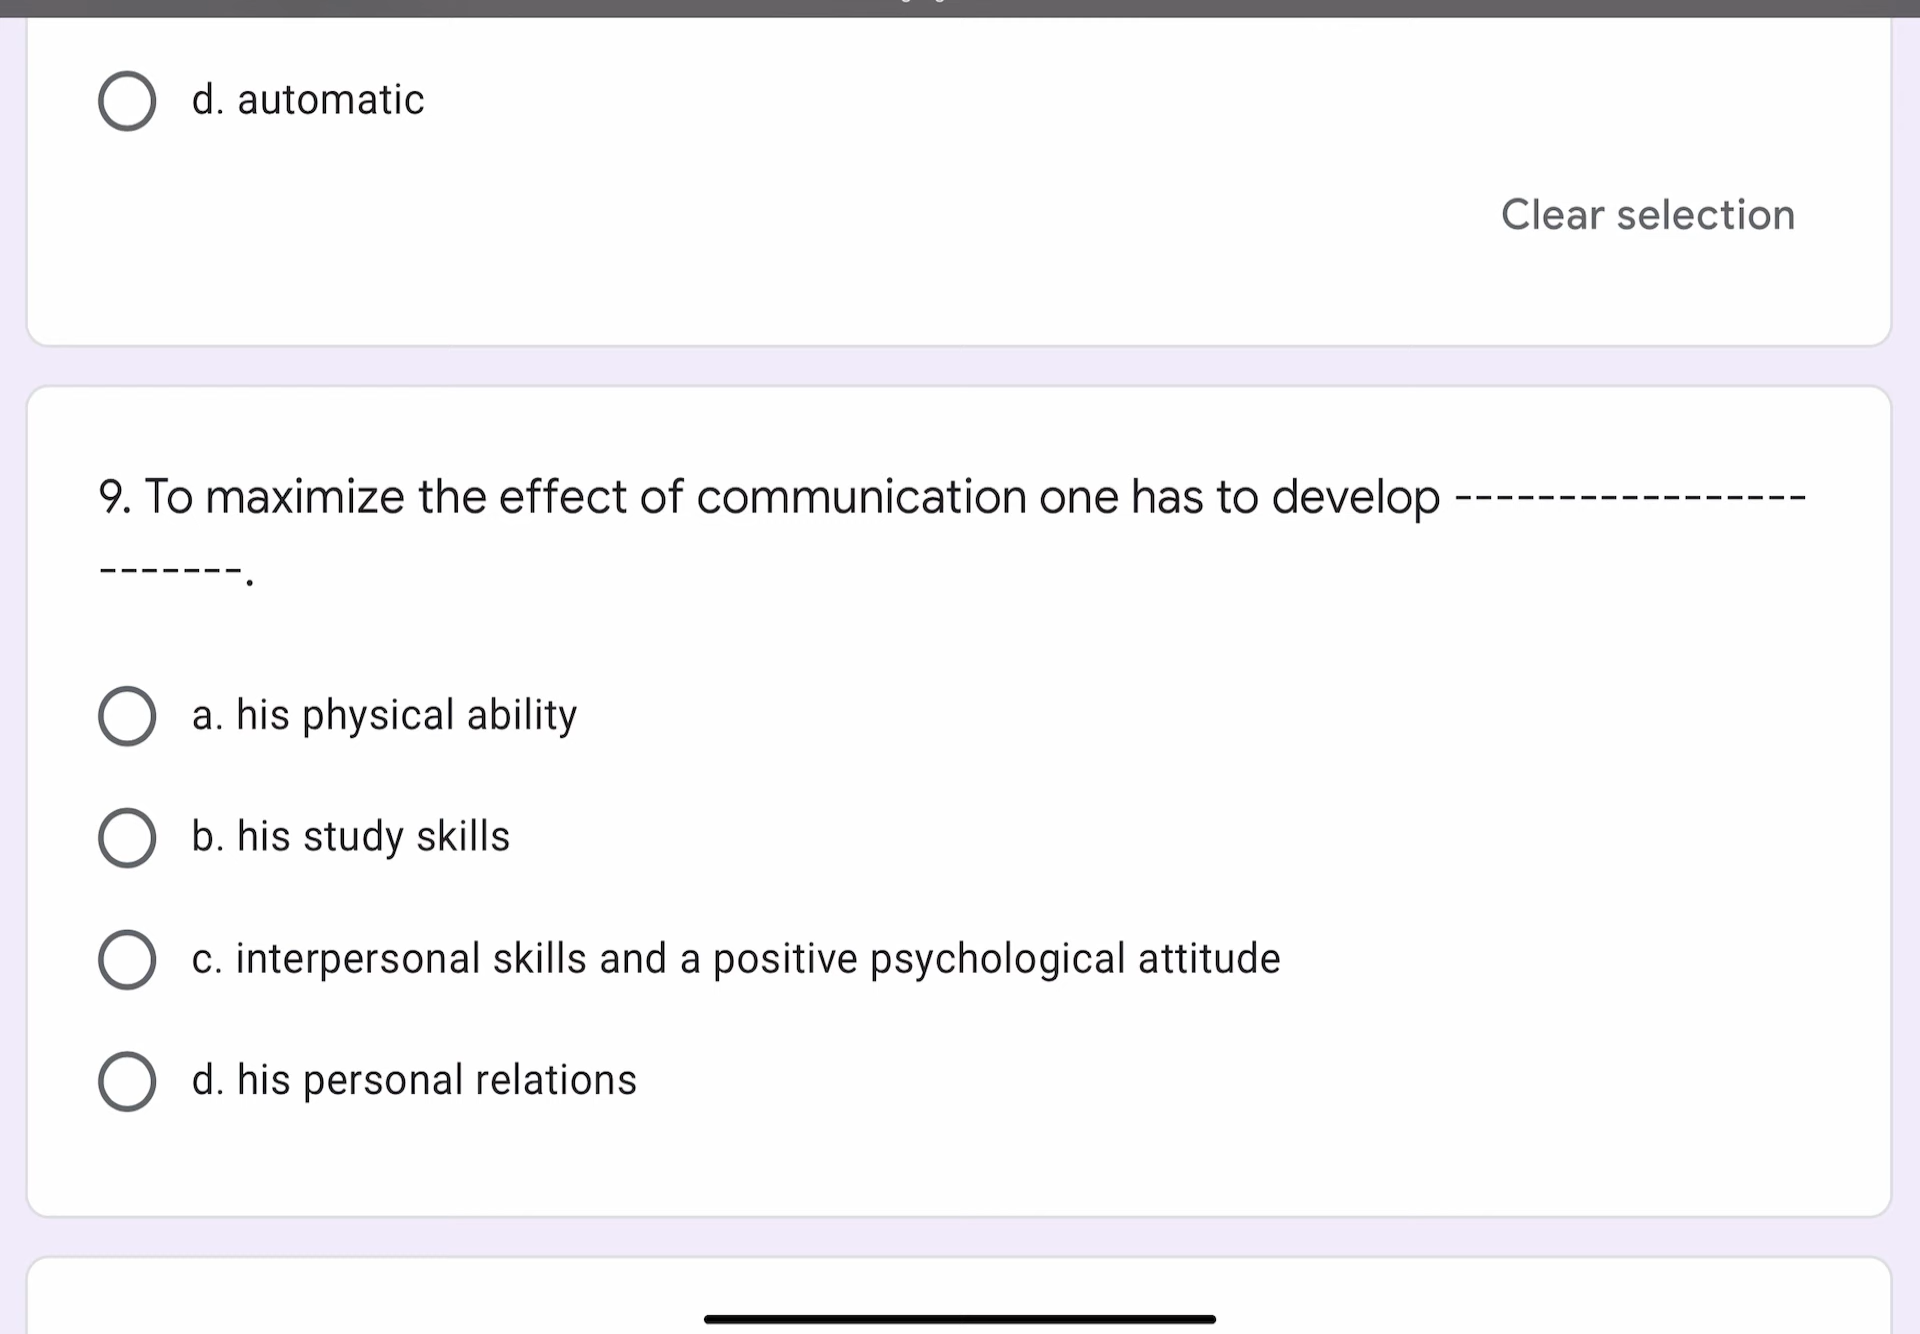 d. automatic
Clear selection
9. To maximize the effect of communication one has to develop -----------------
-------.
a. his physical ability
b. his study skills
c. interpersonal skills and a positive psychological attitude
d. his personal relations